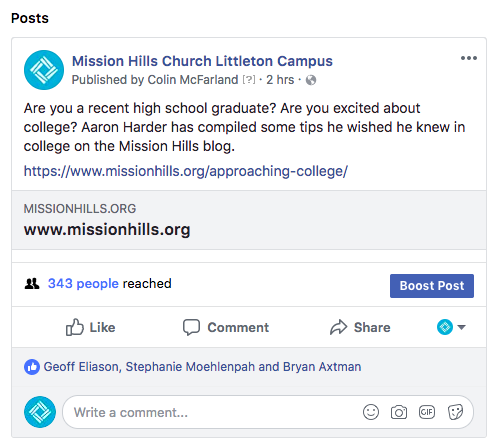 Posts
Mission Hills Church Littleton Campus
Published by Colin McFarland [?] · 2 hrs ·
Are you a recent high school graduate? Are you excited about
college? Aaron Harder has compiled some tips he wished he knew in
college on the Mission Hills blog.
https://www.missionhills.org/approaching-college/
MISSIONHILLS.ORG
www.missionhills.org
343 people reached
Boost Post
Like
Comment
Share
Geoff Eliason, Stephanie Moehlenpah and Bryan Axtman
Write a comment...
GIF